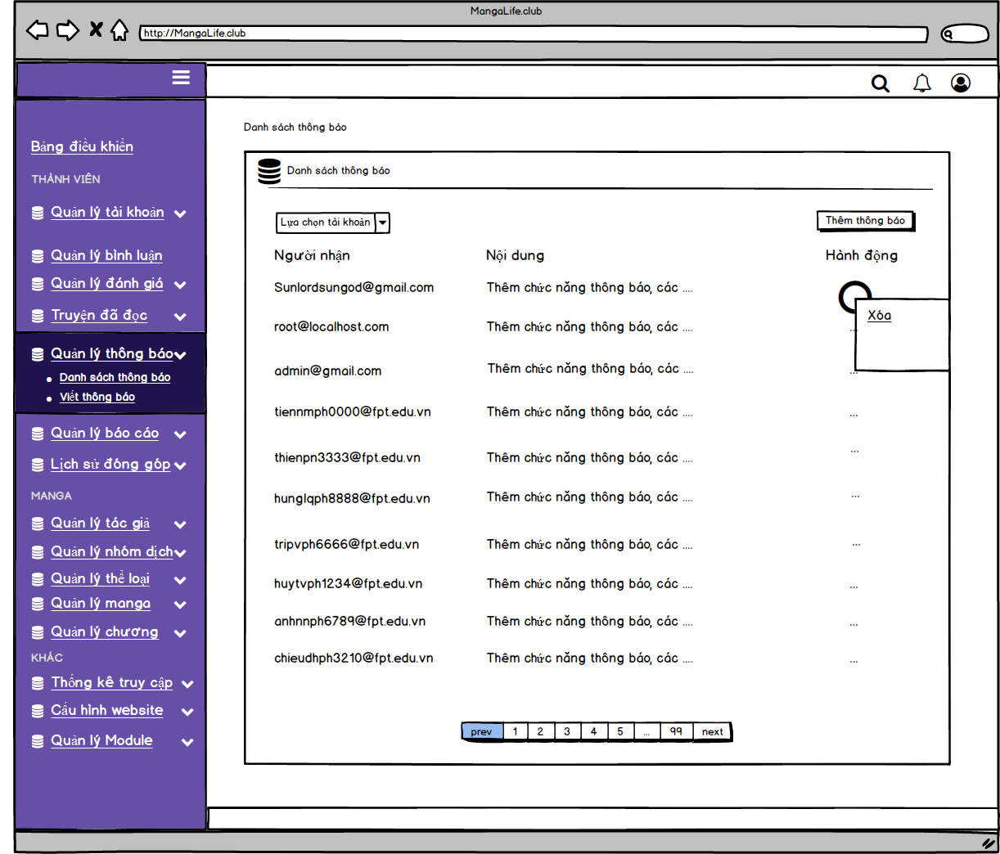 MangaLife.club
http://MangaLife.club
Bảng điều khiển
THÀNH VIÊN
Quản lý tài khoản
Quản lý bình luận
Quản lý đánh giá
Truyện đã đọc
Quản lý thông báo
Danh sách thông báo
Viết thông báo
Quản lý báo cáo
Lịch sử đóng góp
MANGA
Quản lý tác giả
Quản lý nhóm dịch
Quản lý thể loại
Quản lý manga
Quản lý chương
KHÁC
Thống kê truy cập
Cấu hình website
Quản lý Module
Danh sách thông báo
Danh sách thông báo
Lựa chọn tài khoản
Thêm thông báo
Người nhận Nội dung Hành động
Sunlordsungod@gmail.com Thêm chức năng thông báo, các ....
Xóa
root@localhost.com Thêm chức năng thông báo, các .... ...
admin@gmail.com Thêm chức năng thông báo, các .... ...
tiennmph0000@fpt.edu.vn Thêm chức năng thông báo, các .... ...
thienpn3333@fpt.edu.vn Thêm chức năng thông báo, các .... ...
hunglqph8888@fpt.edu.vn Thêm chức năng thông báo, các .... ...
tripvph6666@fpt.edu.vn Thêm chức năng thông báo, các .... ...
huytvph1234@fpt.edu.vn Thêm chức năng thông báo, các .... ...
anhnnph6789@fpt.edu.vn Thêm chức năng thông báo, các .... ...
chieudhph3210@fpt.edu.vn Thêm chức năng thông báo, các .... ...
prev 1 2 3 4 5 ... 99 next